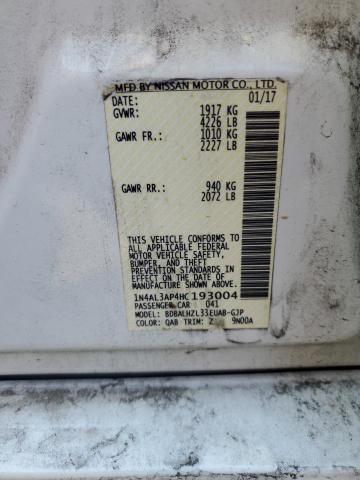 MFD BY NISSAN MOTOR CO., LTD.
DATE: 01/17
GVWR: 1917 KG
4226 LB
GAWR FR.: 1010 KG
2227 LB
GAWR RR.: 940 KG
2072 LB
THIS VEHICLE CONFORMS TO
ALL APPLICABLE FEDERAL
MOTOR VEHICLE SAFETY,
BUMPER, AND THEFT
PREVENTION STANDARDS IN
EFFECT ON THE DATE OF
MANUFACTURE SHOWN ABOVE.
1N4AL3AP4HC193004
PASSENGER CAR 041
MODEL: BDBALHZL33EUAB-GJP
COLOR: QAB TRIM: Z 9N00A